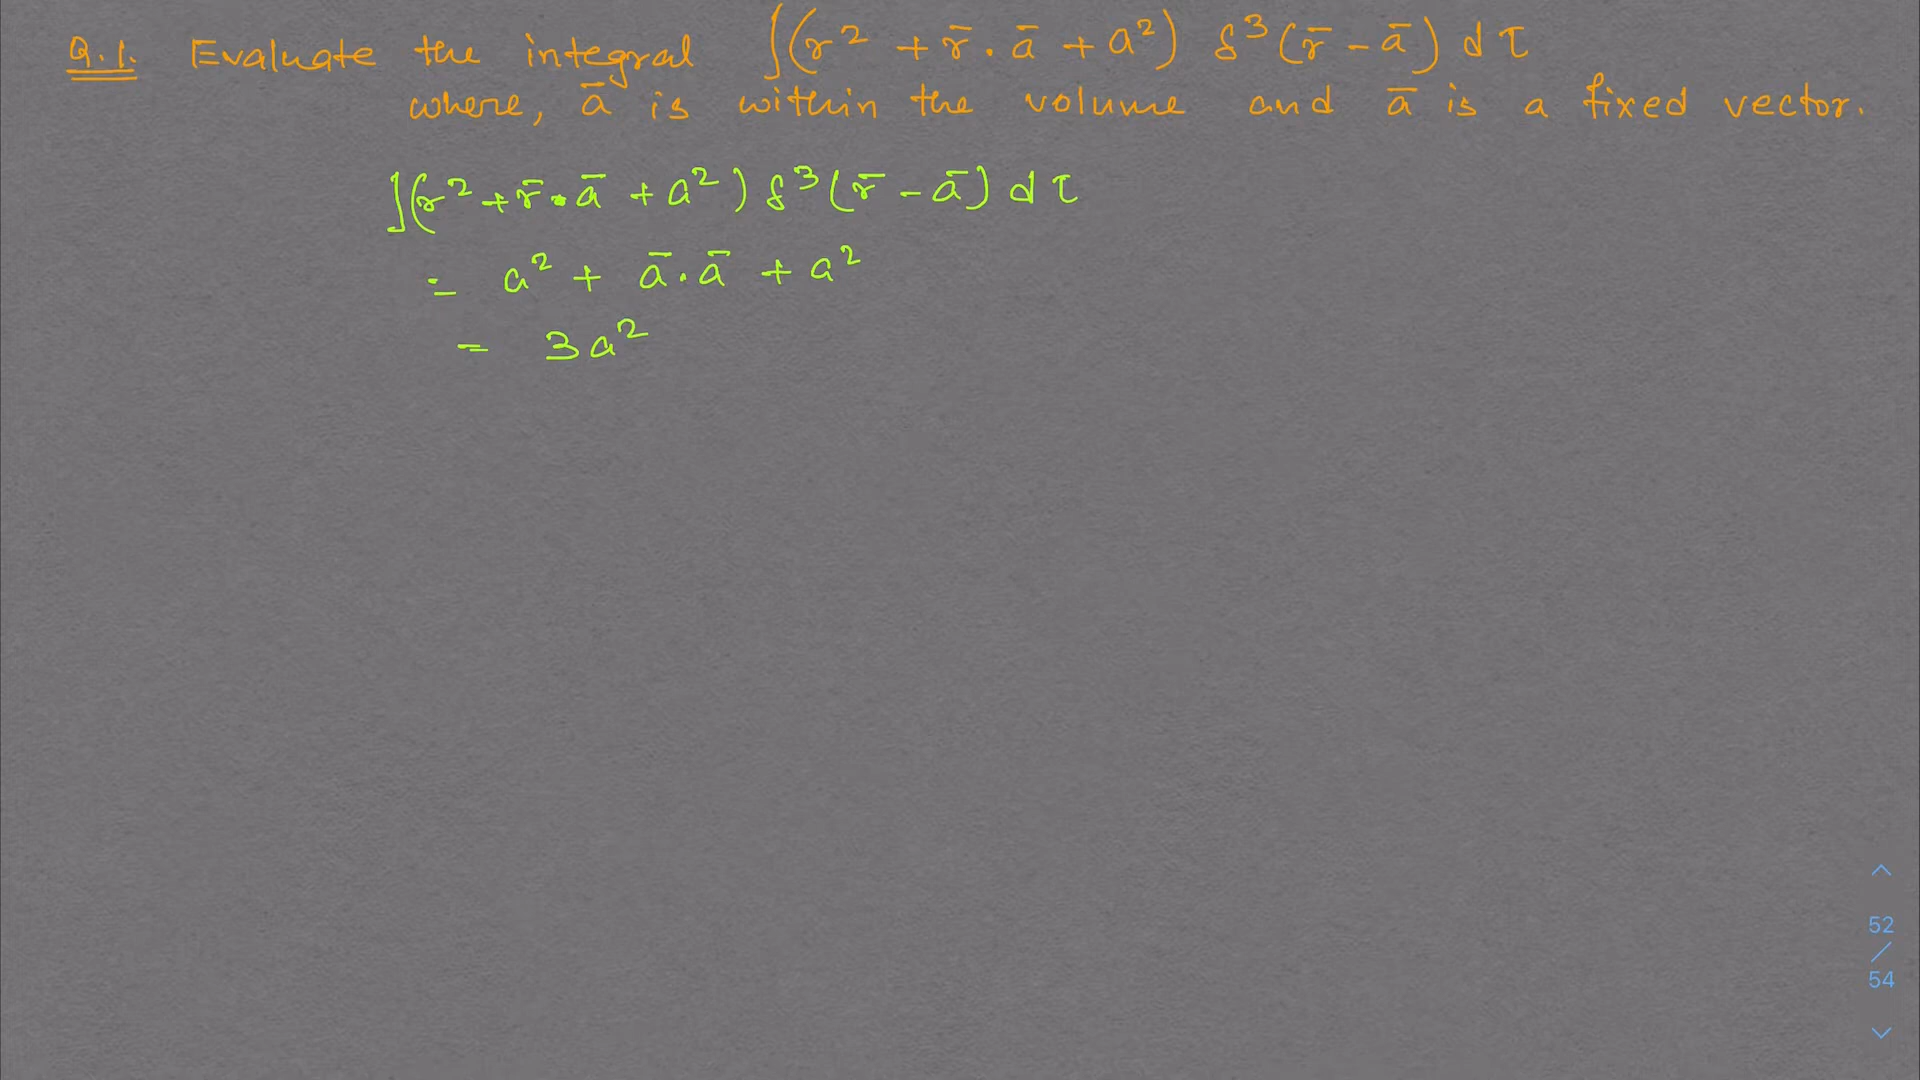 Q.1. Evaluate the integral ∫(r² + r̄ . ā + a²) δ³(r̄ - ā) dτ
where, ā is within the volume and ā is a fixed vector.
∫(r² + r̄ . ā + a²) δ³(r̄ - ā) dτ
= a² + ā . ā + a²
= 3a²
52
/
54